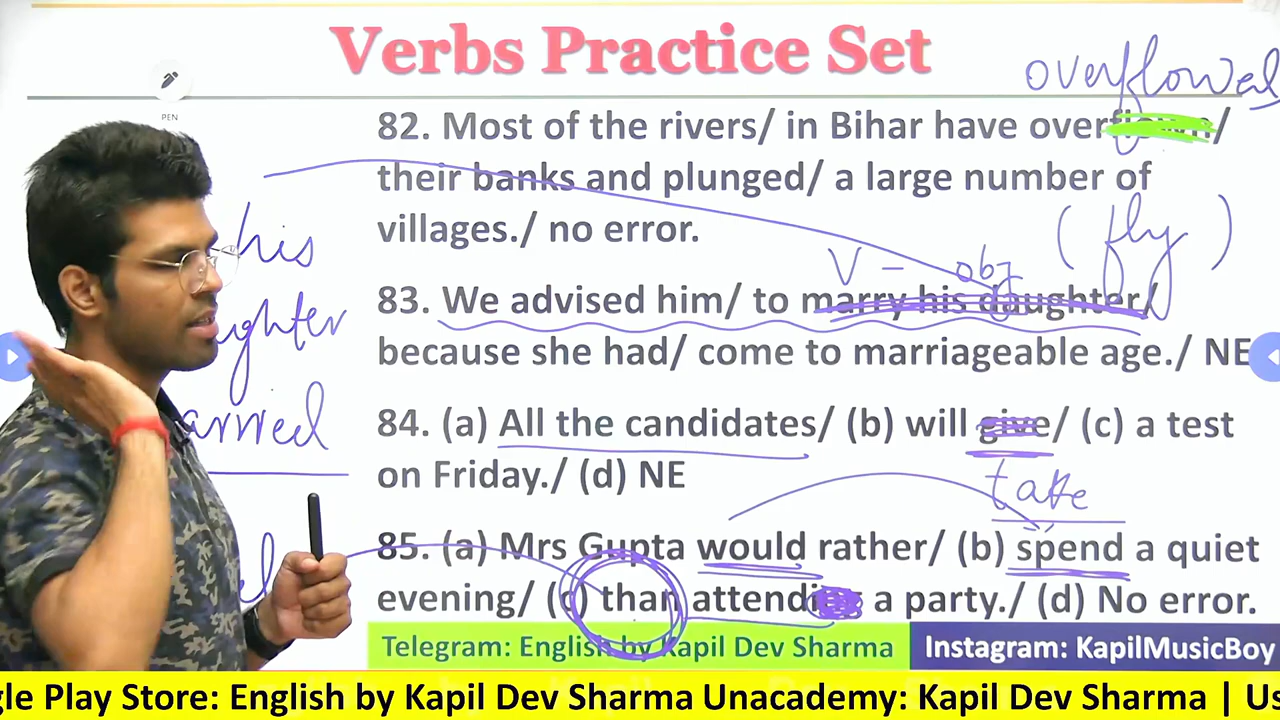 Verbs Practice Set
overflowed
PEN
82. Most of the rivers/ in Bihar have overflown/
their banks and plunged/ a large number of
villages./ no error.
(fly)
his
V - obj
83. We advised him/ to marry his daughter/
because she had/ come to marriageable age./ NE
married
84. (a) All the candidates/ (b) will give/ (c) a test
on Friday./ (d) NE
take
85. (a) Mrs Gupta would rather/ (b) spend a quiet
evening/ (c) than attending a party./ (d) No error.
Telegram: English by Kapil Dev Sharma
Instagram: KapilMusicBoy
gle Play Store: English by Kapil Dev Sharma Unacademy: Kapil Dev Sharma | Us